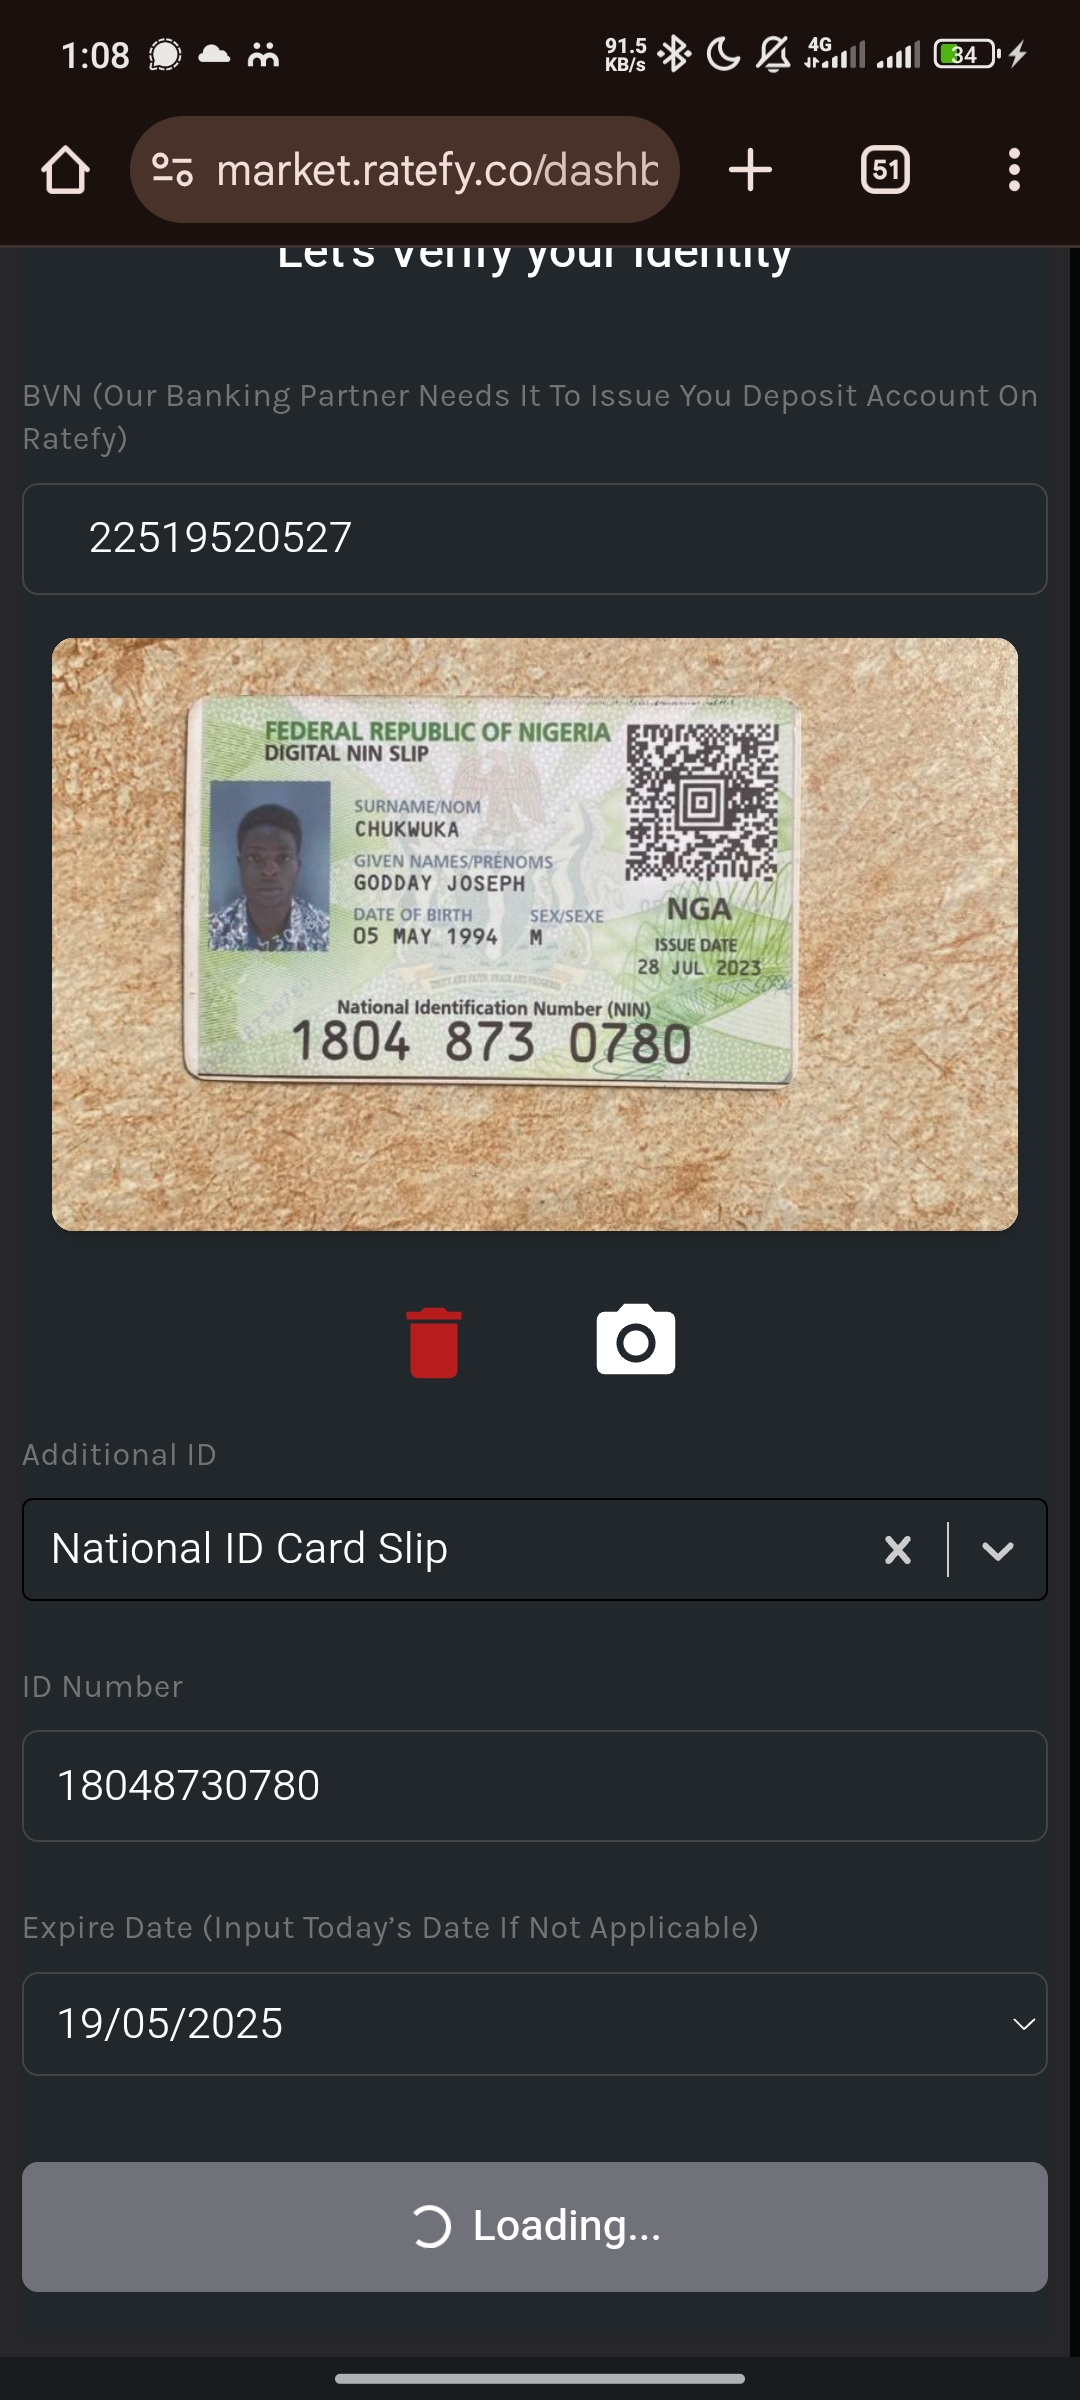 1:08
91.5
KB/s
4G
34
market.ratefy.co/dashb
51
Let's verify your identity
BVN (Our Banking Partner Needs It To Issue You Deposit Account On
Ratefy)
22519520527
FEDERAL REPUBLIC OF NIGERIA
DIGITAL NIN SLIP
SURNAME/NOM
CHUKWUKA
GIVEN NAMES/PRÉNOMS
GODDAY JOSEPH
DATE OF BIRTH SEX/SEXE
05 MAY 1994 M
NGA
ISSUE DATE
28 JUL 2023
National Identification Number (NIN)
1804 873 0780
Additional ID
National ID Card Slip
ID Number
18048730780
Expire Date (Input Today's Date If Not Applicable)
19/05/2025
Loading...